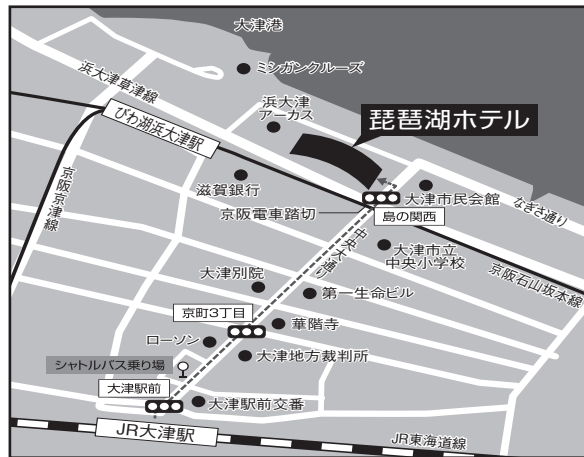 大津港
ミシガンクルーズ
浜大津草津線
浜大津
アーカス
琵琶湖ホテル
びわ湖浜大津駅
滋賀銀行
大津市民会館
なぎさ通り
島の関西
京阪電車踏切
京阪京津線
中央大通り
大津市立
中央小学校
京阪石山坂本線
大津別院
第一生命ビル
京町3丁目
華階寺
ローソン
大津地方裁判所
シャトルバス乗り場
大津駅前
大津駅前交番
JR大津駅
JR東海道線